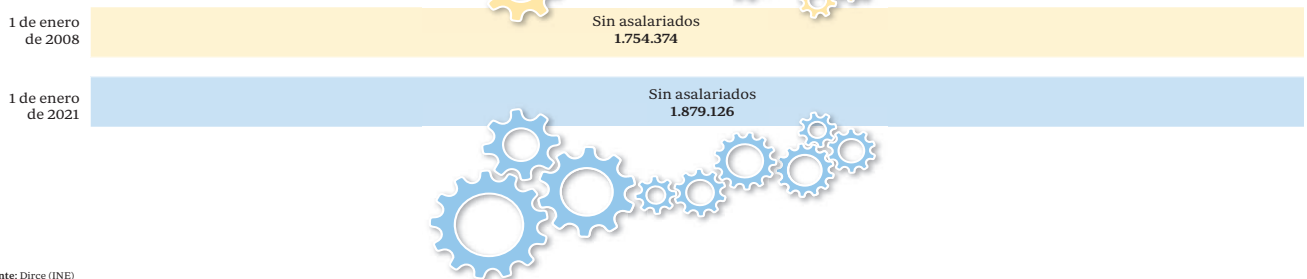 1 de enero
de 2008
Sin asalariados
1.754.374
1 de enero
de 2021
Sin asalariados
1.879.126
nte: Dirce (INE)